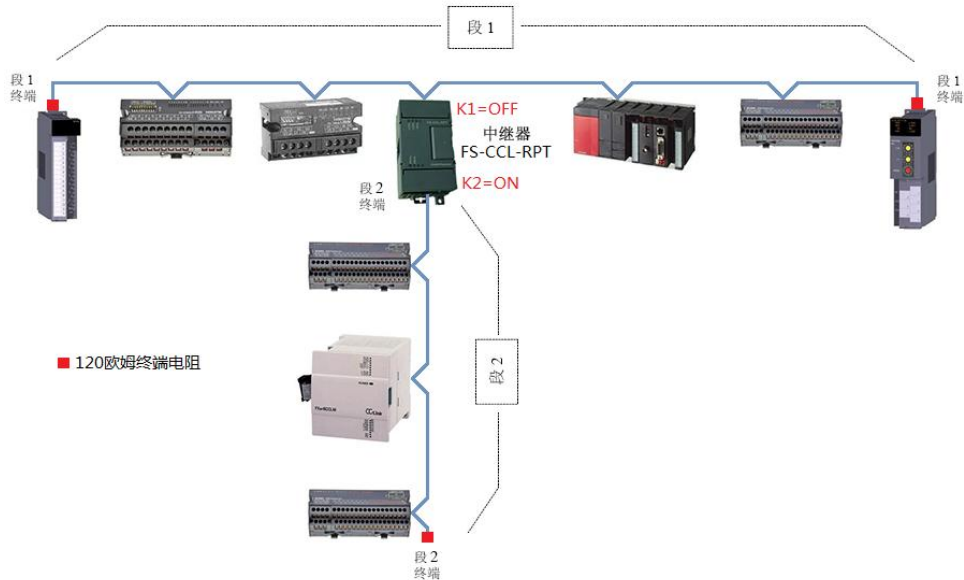 段 1
段 1
终端
段 1
终端
K1=OFF
中继器
FS-CCL-RPT
K2=ON
段 2
终端
段 2
120欧姆终端电阻
段 2
终端